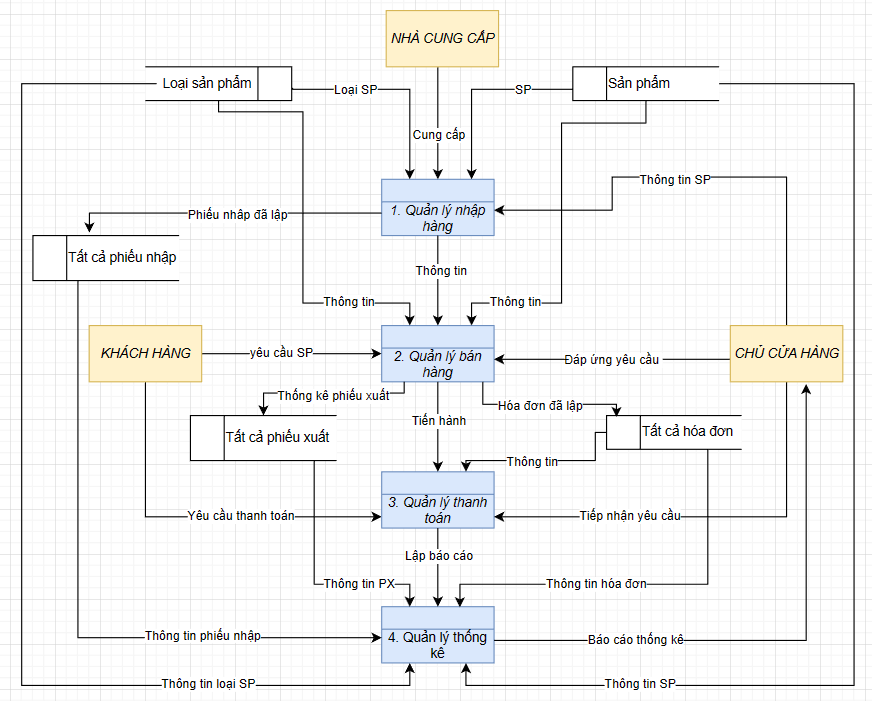 NHÀ CUNG CẤP
Loại sản phẩm
Sản phẩm
Loại SP
SP
Cung cấp
Thông tin SP
1. Quản lý nhập
hàng
Phiếu nhâp đã lập
Tất cả phiếu nhập
Thông tin
Thông tin
Thông tin
KHÁCH HÀNG
yêu cầu SP
2. Quản lý bán
hàng
Đáp ứng yêu cầu
CHỦ CỬA HÀNG
Thống kê phiếu xuất
Hóa đơn đã lập
Tiến hành
Tất cả phiếu xuất
Tất cả hóa đơn
Thông tin
3. Quản lý thanh
toán
Yêu cầu thanh toán
Tiếp nhận yêu cầu
Lập báo cáo
Thông tin PX
Thông tin hóa đơn
4. Quản lý thống
kê
Thông tin phiếu nhập
Báo cáo thống kê
Thông tin loại SP
Thông tin SP